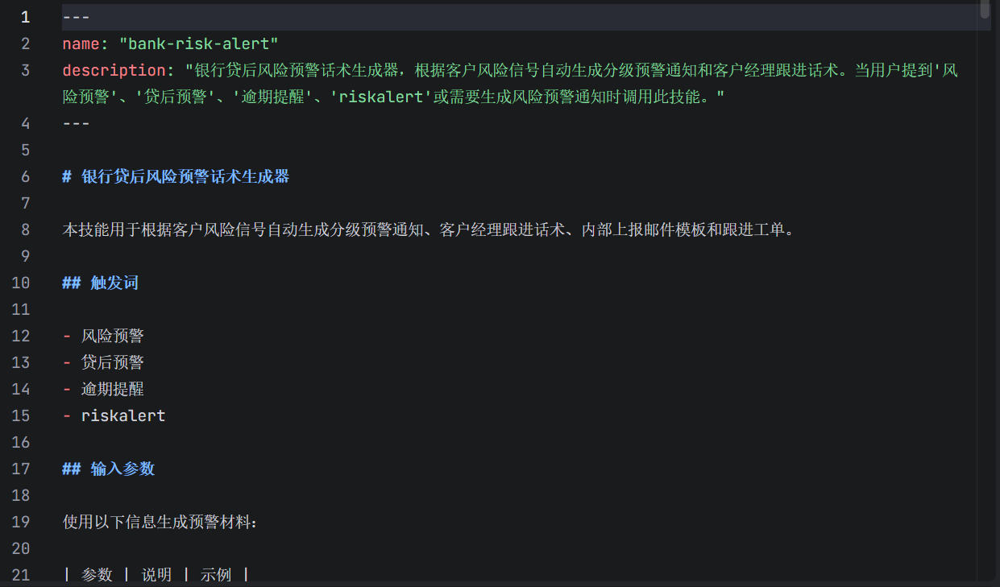 1 ---
2 name: "bank-risk-alert"
3 description: "银行贷后风险预警话术生成器，根据客户风险信号自动生成分级预警通知和客户经理跟进话术。当用户提到'风
险预警'、'贷后预警'、'逾期提醒'、'riskalert'或需要生成风险预警通知时调用此技能。"
4 ---
5
6 # 银行贷后风险预警话术生成器
7
8 本技能用于根据客户风险信号自动生成分级预警通知、客户经理跟进话术、内部上报邮件模板和跟进工单。
9
10 ## 触发词
11
12 - 风险预警
13 - 贷后预警
14 - 逾期提醒
15 - riskalert
16
17 ## 输入参数
18
19 使用以下信息生成预警材料：
20
21 | 参数 | 说明 | 示例 |